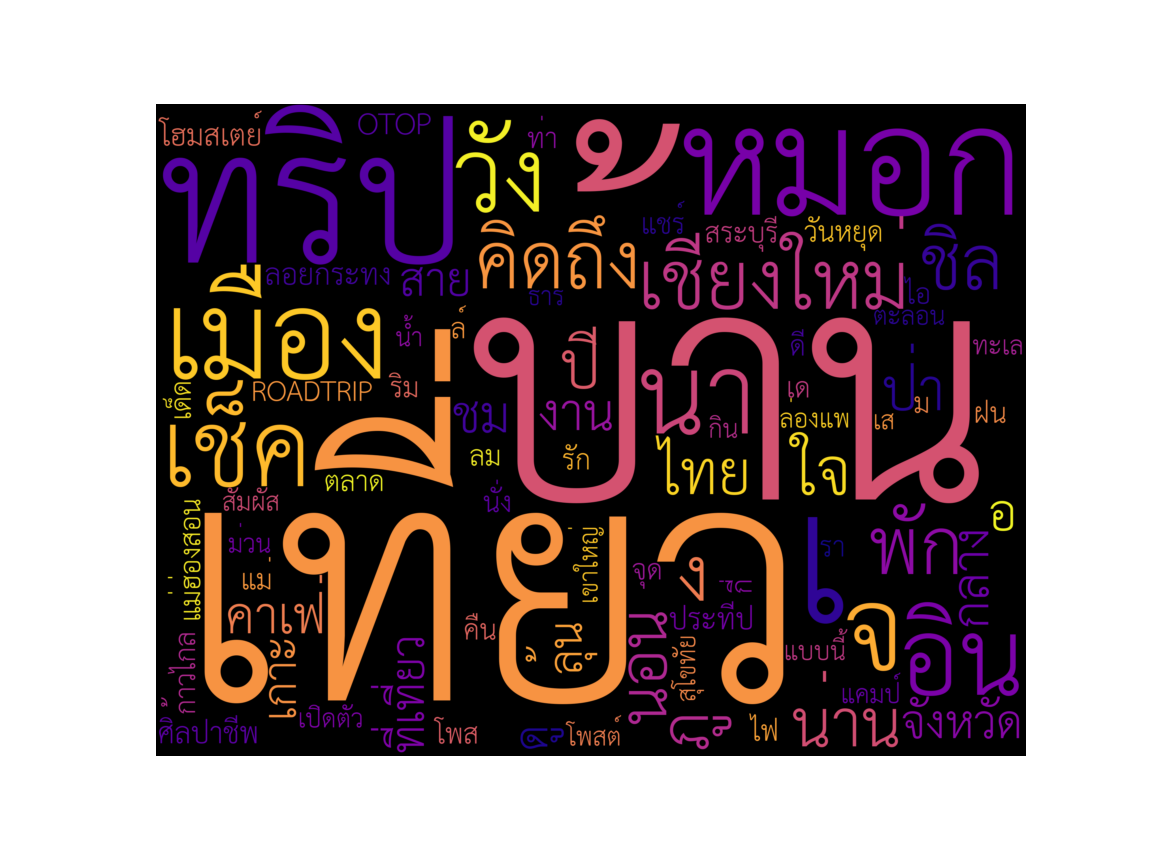 โฮมสเตย์
ทริป
OTOP
วัง
ท่า
หมอก
แชร์
สระบุรี
วันหยุด
ชิล
คิดถึง
เชียงใหม่
ลอยกระทง
สาย
ธาร
ไอ
ตะลอน
เมือง
น้ำ
ล์
บ้าน
ปี
นา
ดี
ป่า
ทะเล
เด็ด
ROADTRIP
ริม
ชม
งาน
กิน
เด
ล่องแพ
ม
เส
ฝน
เช็ค
ตลาด
ลม
รัก
ไทย
ใจ
สัมผัส
นั่ง
เที่ยว
แม่ฮ่องสอน
ม่วน
แม่
คาเฟ่
เขาใหญ่
จุด
ง
รา
เ
พัก
อ
กลาง
ก้าวไกล
เกาะ
ที่เที่ยว
คืน
ลุ้น
นอน
ประทีป
สุโขทัย
แบบนี้
จ
อิน
แคมป์
ศิลปาชีพ
เปิดตัว
โพส
โพสต์
ไฟ
น่าน
จังหวัด